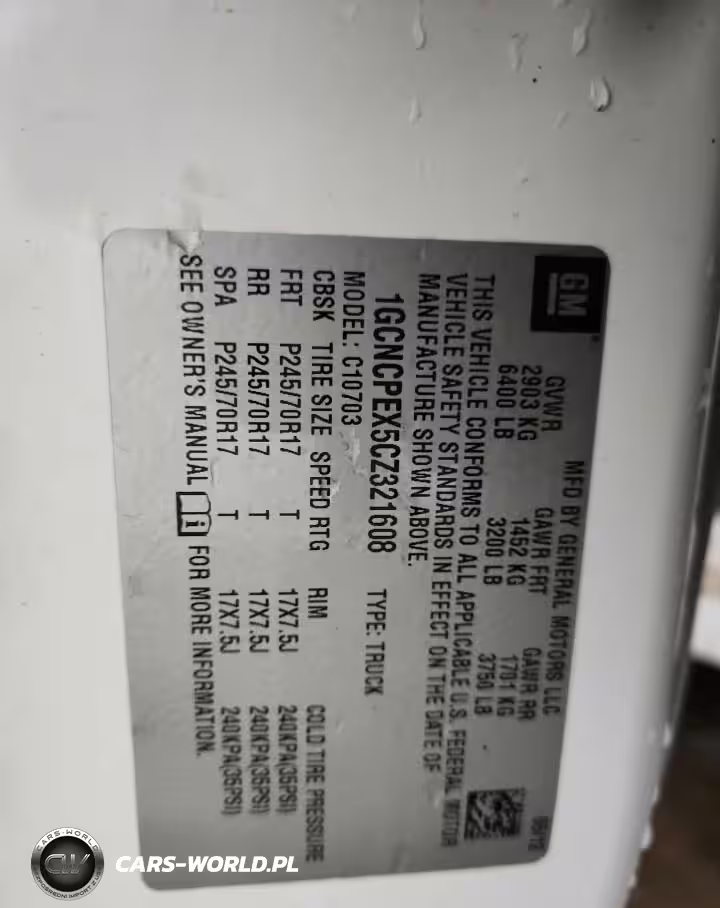 GM
MFD BY GENERAL MOTORS LLC
GVWR GAWR FRT GAWR RR
2903 KG 1452 KG 1701 KG
6400 LB 3200 LB 3750 LB
THIS VEHICLE CONFORMS TO ALL APPLICABLE U.S. FEDERAL MOTOR
VEHICLE SAFETY STANDARDS IN EFFECT ON THE DATE OF
MANUFACTURE SHOWN ABOVE.
1GCNCPEX5CZ321608 TYPE: TRUCK
MODEL: C10703
CBSK TIRE SIZE SPEED RTG RIM COLD TIRE PRESSURE
FRT P245/70R17 T 17X7.5J 240KPA(35PSI)
RR P245/70R17 T 17X7.5J 240KPA(35PSI)
SPA P245/70R17 T 17X7.5J 240KPA(35PSI)
SEE OWNER'S MANUAL FOR MORE INFORMATION.
CARS-WORLD
CW
CARS-WORLD.PL